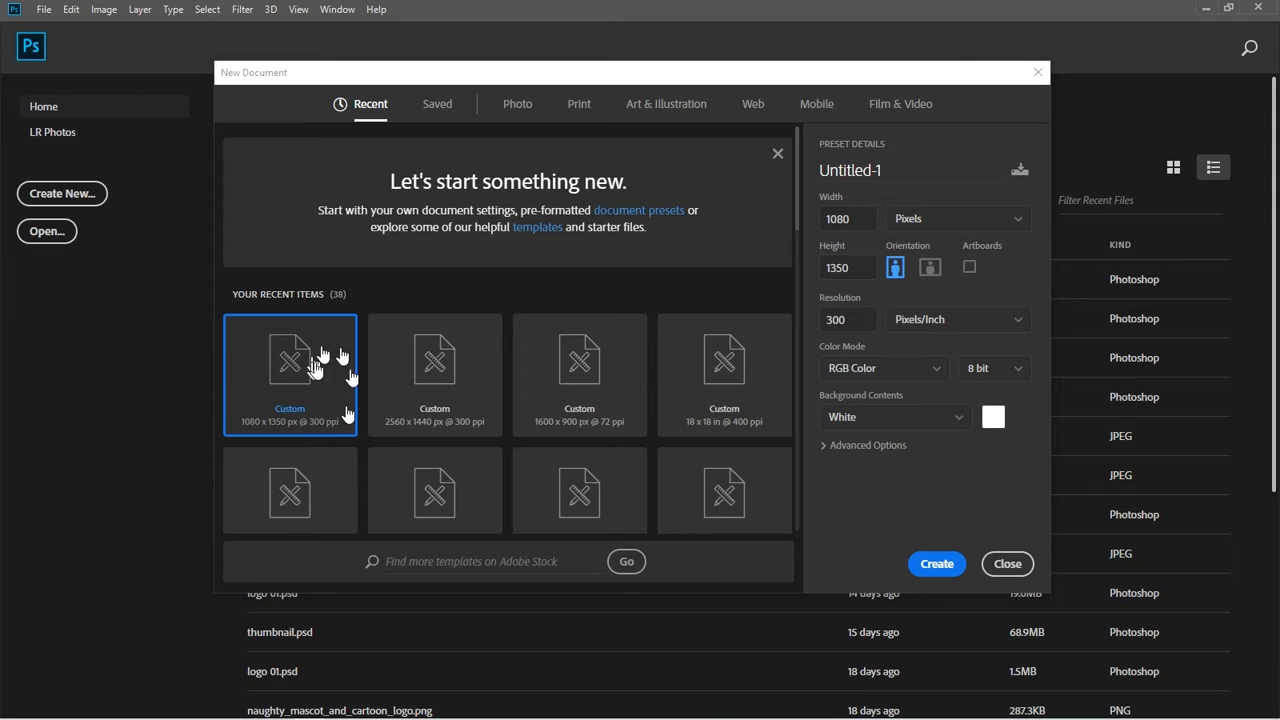 Ps File Edit Image Layer Type Select Filter 3D View Window Help
Ps
Home
LR Photos
Create New...
Open...
New Document
Recent Saved Photo Print Art & Illustration Web Mobile Film & Video
Let's start something new.
Start with your own document settings, pre-formatted document presets or
explore some of our helpful templates and starter files.
YOUR RECENT ITEMS (38)
Custom
1080 x 1350 px @ 300 ppi
Custom
2560 x 1440 px @ 300 ppi
Custom
1600 x 900 px @ 72 ppi
Custom
18 x 18 in @ 400 ppi
Find more templates on Adobe Stock
Go
PRESET DETAILS
Untitled-1
Width
1080 Pixels
Height Orientation Artboards
1350
Resolution
300 Pixels/Inch
Color Mode
RGB Color 8 bit
Background Contents
White
Advanced Options
Create Close
Filter Recent Files
KIND
Photoshop
Photoshop
Photoshop
JPEG
Photoshop
JPEG
Photoshop
JPEG
logo 01.psd 14 days ago 19.0MB Photoshop
thumbnail.psd 15 days ago 68.9MB Photoshop
logo 01.psd 18 days ago 1.5MB Photoshop
naughty_mascot_and_cartoon_logo.png 18 days ago 287.3KB PNG